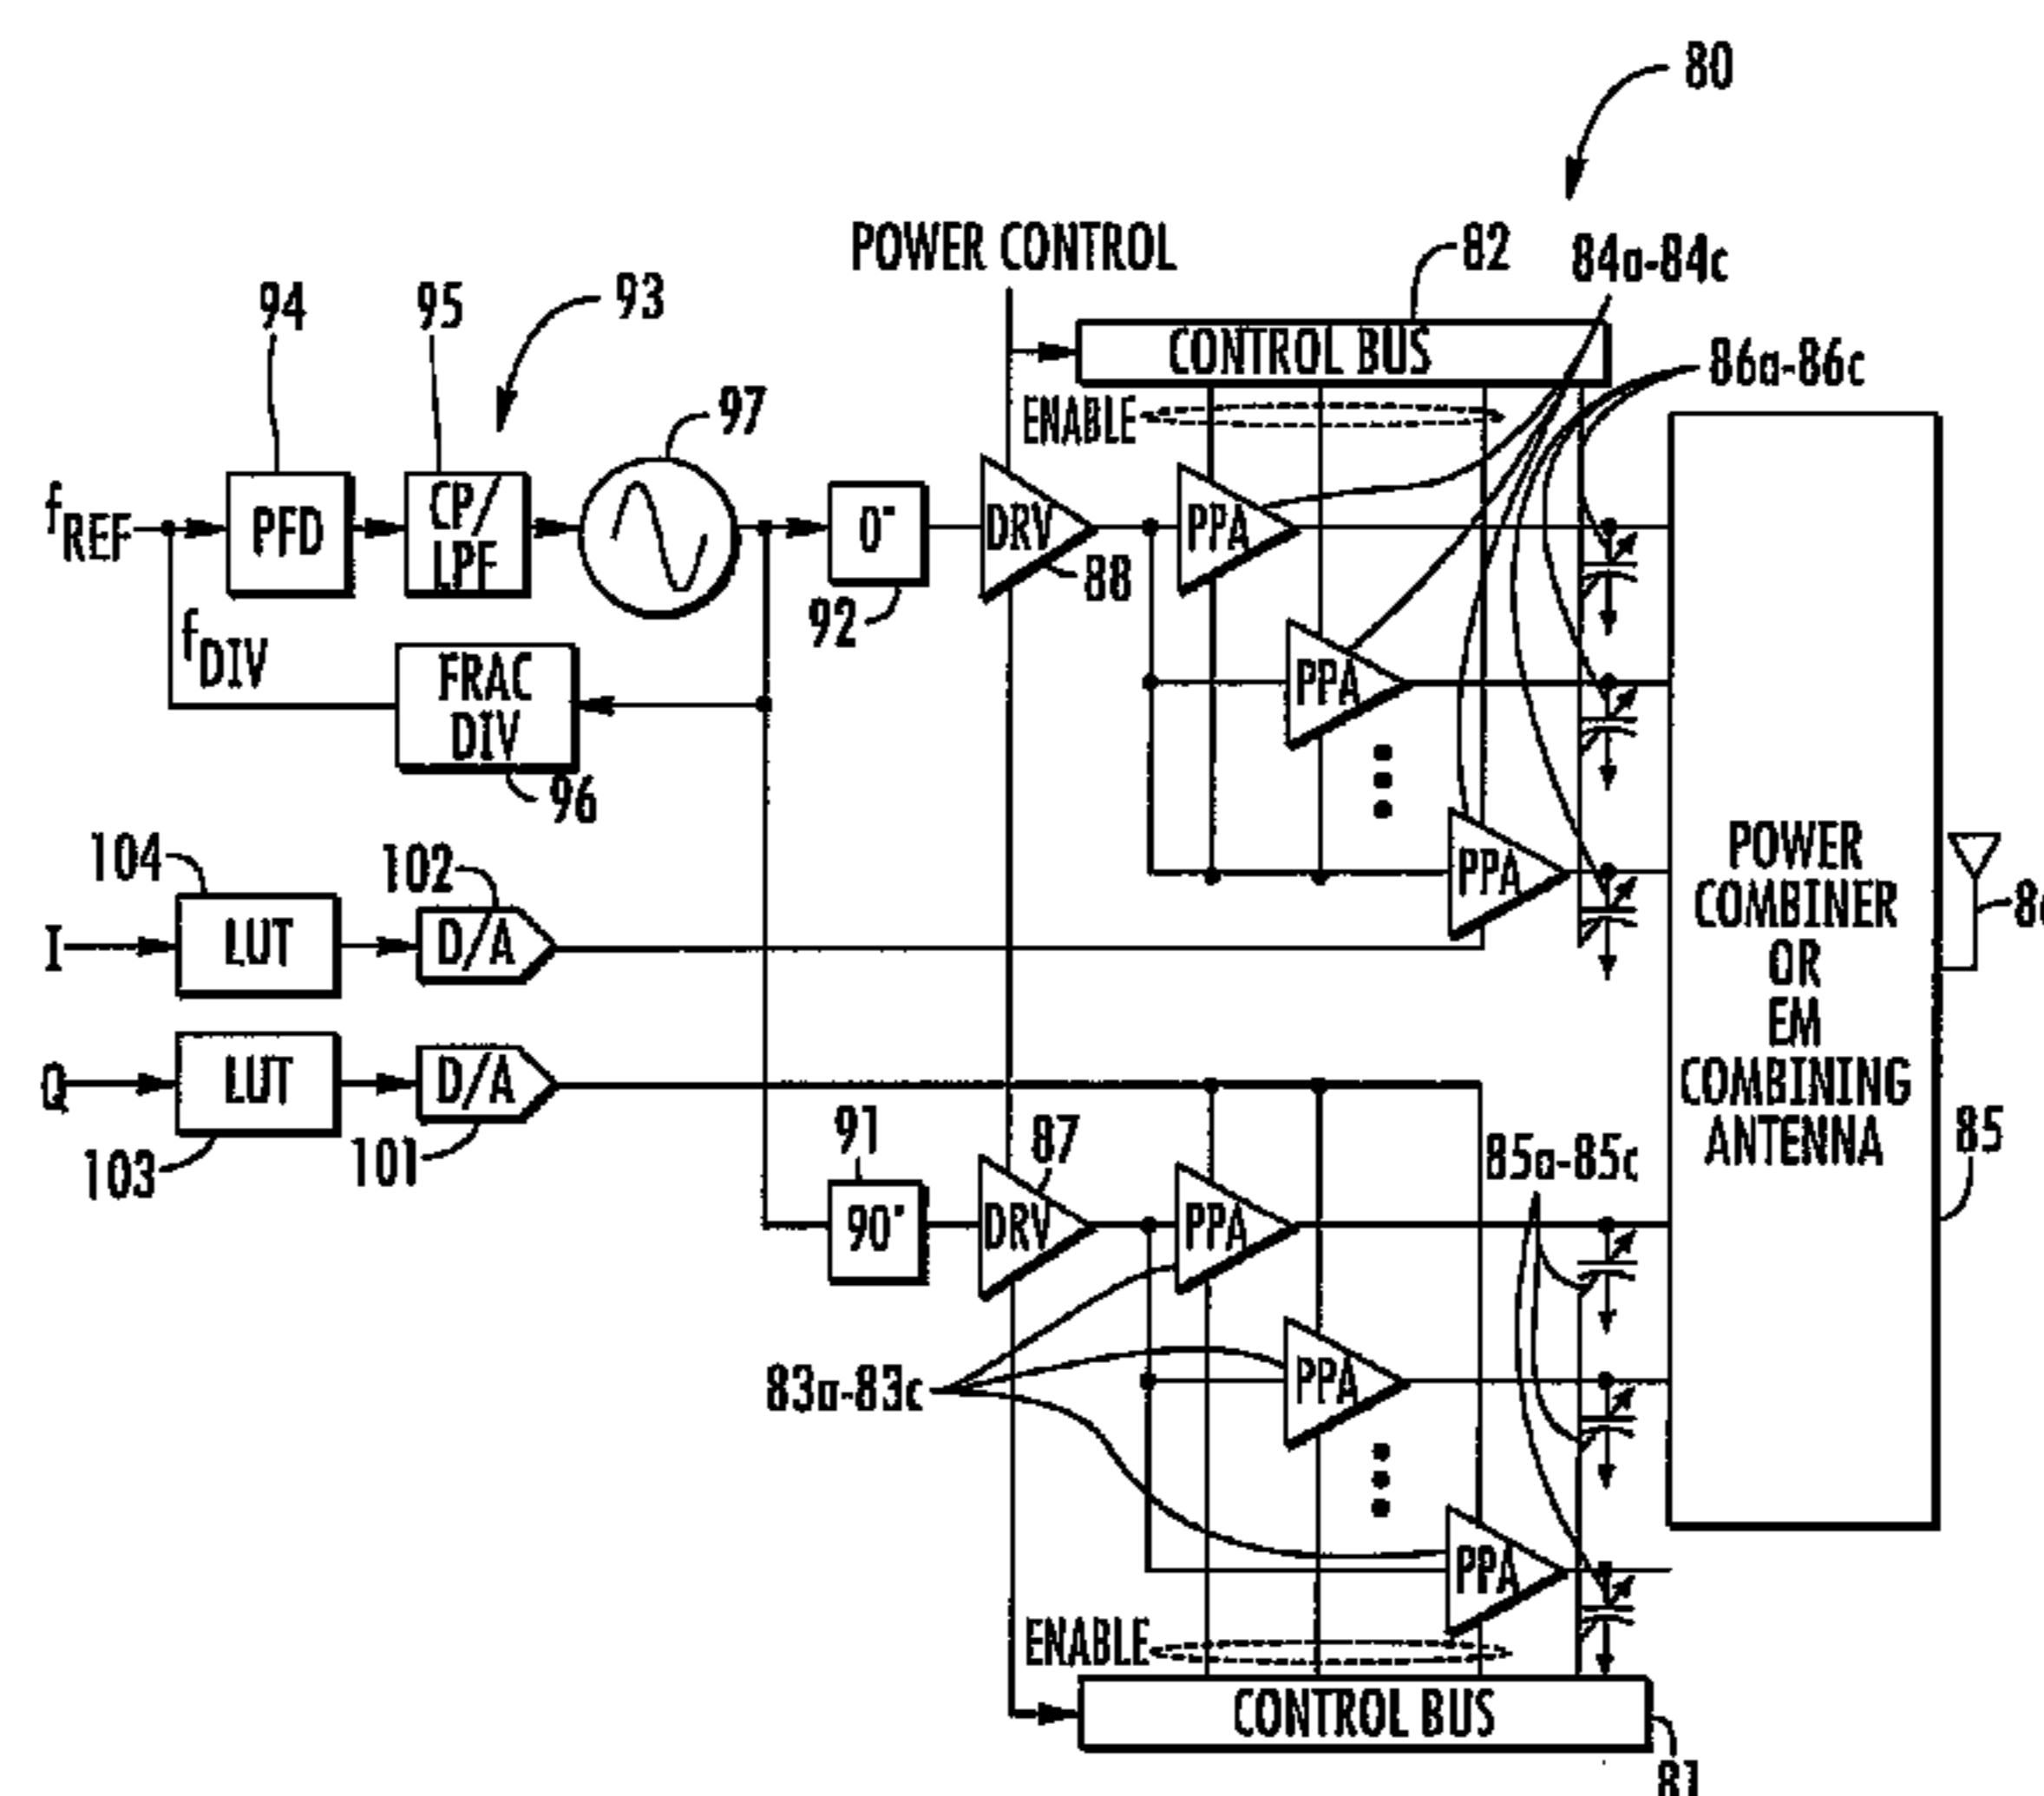 80
POWER CONTROL
82
84a-84c
94
95
93
CONTROL BUS
86a-86c
97
ENABLE
fREF
PFD
CP/
LPF
0°
DRV
PPA
88
92
fDIV
FRAC
DIV
PPA
96
104
102
PPA
POWER
COMBINER
OR
EM
COMBINING
ANTENNA
I
LUT
D/A
Q
LUT
D/A
103
101
91
87
85a-85c
85
90°
DRV
PPA
83a-83c
PPA
PPA
ENABLE
CONTROL BUS
81